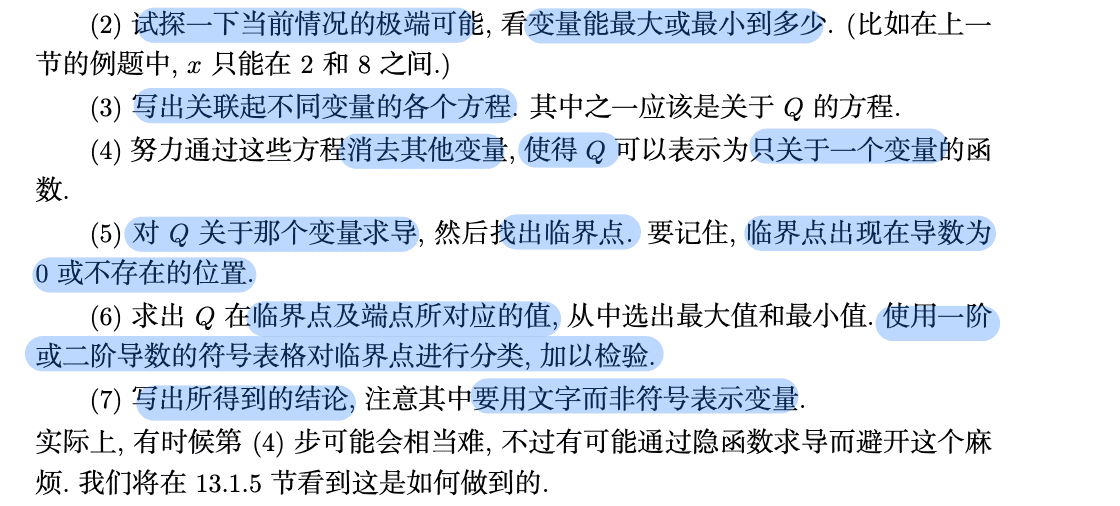 (2) 试探一下当前情况的极端可能, 看变量能最大或最小到多少. (比如在上一
节的例题中, x 只能在 2 和 8 之间.)
(3) 写出关联起不同变量的各个方程. 其中之一应该是关于 Q 的方程.
(4) 努力通过这些方程消去其他变量, 使得 Q 可以表示为只关于一个变量的函
数.
(5) 对 Q 关于那个变量求导, 然后找出临界点. 要记住, 临界点出现在导数为
0 或不存在的位置.
(6) 求出 Q 在临界点及端点所对应的值, 从中选出最大值和最小值. 使用一阶
或二阶导数的符号表格对临界点进行分类, 加以检验.
(7) 写出所得到的结论, 注意其中要用文字而非符号表示变量.
实际上, 有时候第 (4) 步可能会相当难, 不过有可能通过隐函数求导而避开这个麻
烦. 我们将在 13.1.5 节看到这是如何做到的.